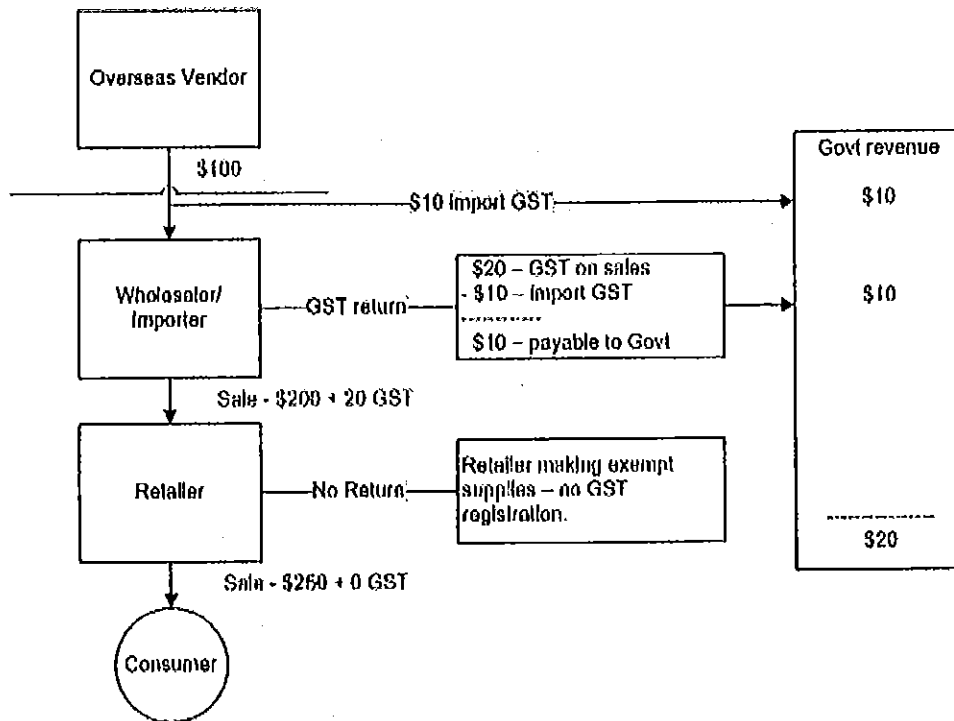 Overseas Vendor
$100
Govt revenue
$10 Import GST
$10
Wholesaler/
Importer
GST return
$20 – GST on sales
- $10 – Import GST
------------
$10 – payable to Govt
$10
Sale - $200 + 20 GST
Retailer
No Return
Retailer making exempt
supplies – no GST
registration.
------------
$20
Sale - $260 + 0 GST
Consumer